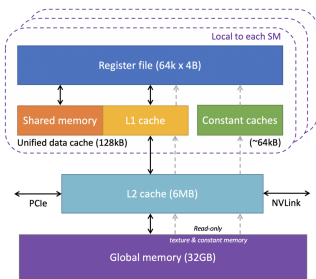 Local to each SM
Register file (64k x 4B)
Shared memory
L1 cache
Constant caches
Unified data cache (128kB)
(~64kB)
L2 cache (6MB)
PCIe
NVLink
Read-only
texture & constant memory
Global memory (32GB)